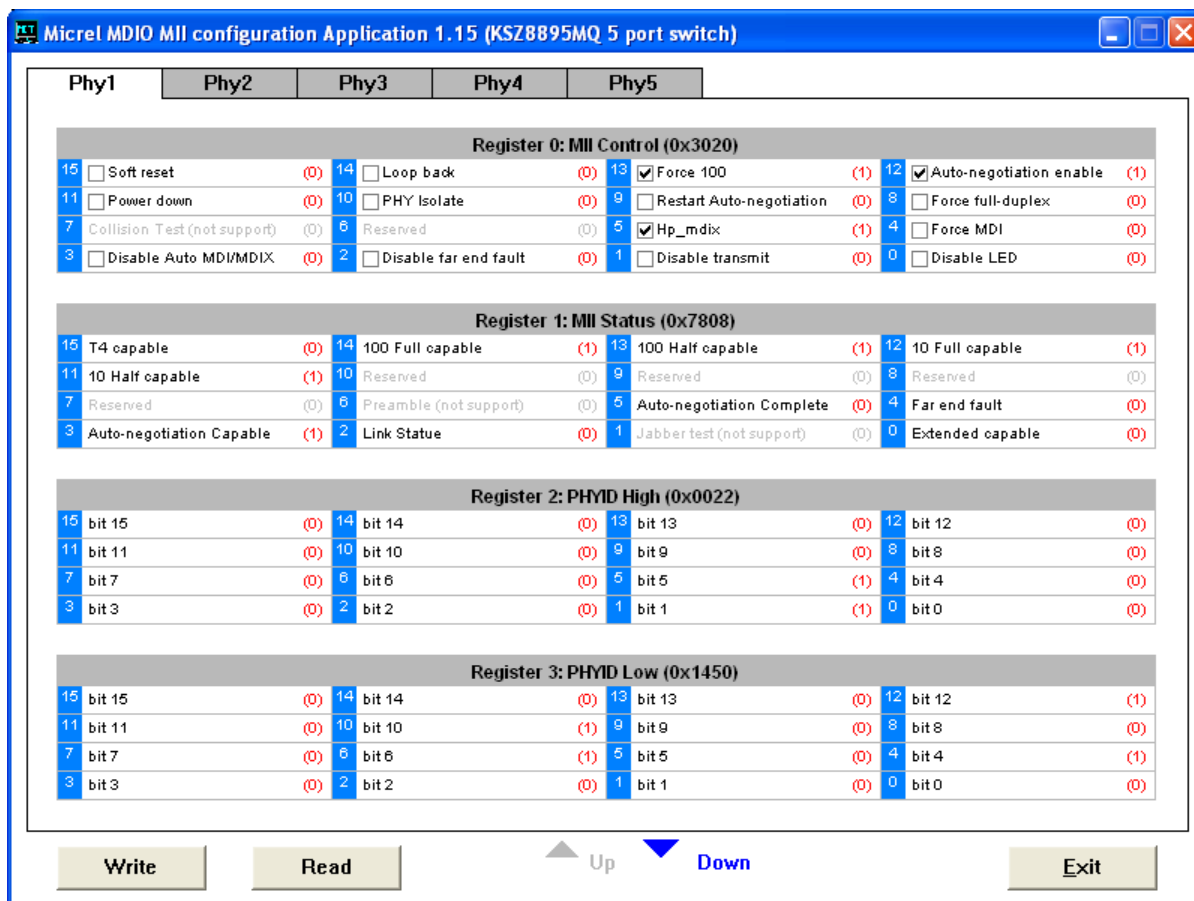 Micrel MDIO MII configuration Application 1.15 (KSZ8895MQ 5 port switch)
Phy1 Phy2 Phy3 Phy4 Phy5
Register 0: MII Control (0x3020)
15 Soft reset (0) 14 Loop back (0) 13 Force 100 (1) 12 Auto-negotiation enable (1)
11 Power down (0) 10 PHY Isolate (0) 9 Restart Auto-negotiation (0) 8 Force full-duplex (0)
7 Collision Test (not support) (0) 6 Reserved (0) 5 Hp_mdix (1) 4 Force MDI (0)
3 Disable Auto MDI/MDIX (0) 2 Disable far end fault (0) 1 Disable transmit (0) 0 Disable LED (0)
Register 1: MII Status (0x7808)
15 T4 capable (0) 14 100 Full capable (1) 13 100 Half capable (1) 12 10 Full capable (1)
11 10 Half capable (1) 10 Reserved (0) 9 Reserved (0) 8 Reserved (0)
7 Reserved (0) 6 Preamble (not support) (0) 5 Auto-negotiation Complete (0) 4 Far end fault (0)
3 Auto-negotiation Capable (1) 2 Link Statue (0) 1 Jabber test (not support) (0) 0 Extended capable (0)
Register 2: PHYID High (0x0022)
15 bit 15 (0) 14 bit 14 (0) 13 bit 13 (0) 12 bit 12 (0)
11 bit 11 (0) 10 bit 10 (0) 9 bit 9 (0) 8 bit 8 (0)
7 bit 7 (0) 6 bit 6 (0) 5 bit 5 (1) 4 bit 4 (0)
3 bit 3 (0) 2 bit 2 (0) 1 bit 1 (1) 0 bit 0 (0)
Register 3: PHYID Low (0x1450)
15 bit 15 (0) 14 bit 14 (0) 13 bit 13 (0) 12 bit 12 (1)
11 bit 11 (0) 10 bit 10 (1) 9 bit 9 (0) 8 bit 8 (0)
7 bit 7 (0) 6 bit 6 (1) 5 bit 5 (0) 4 bit 4 (1)
3 bit 3 (0) 2 bit 2 (0) 1 bit 1 (0) 0 bit 0 (0)
Write Read Up Down Exit